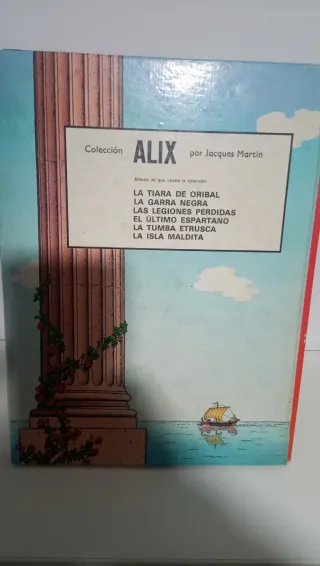 Colección ALIX por Jacques Martin
Álbumes de que consta la colección:
LA TIARA DE ORIBAL
LA GARRA NEGRA
LAS LEGIONES PERDIDAS
EL ÚLTIMO ESPARTANO
LA TUMBA ETRUSCA
LA ISLA MALDITA